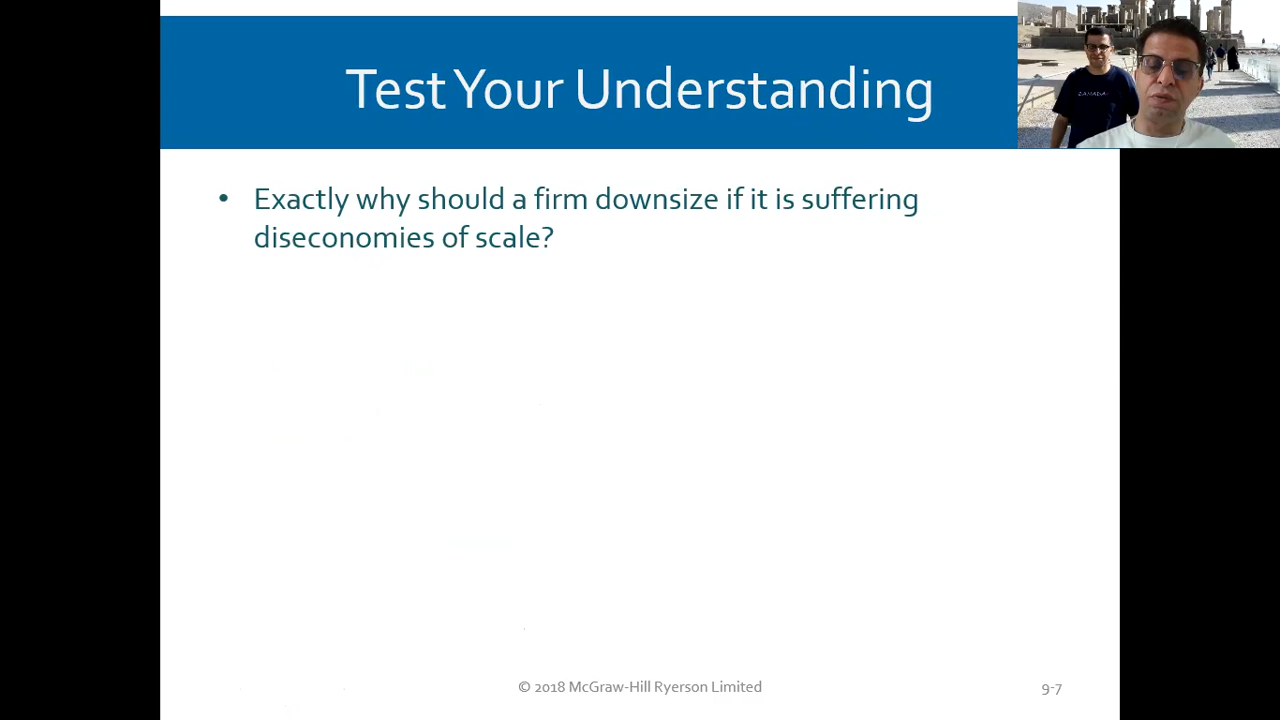 Test Your Understanding
• Exactly why should a firm downsize if it is suffering
diseconomies of scale?
© 2018 McGraw-Hill Ryerson Limited
9-7